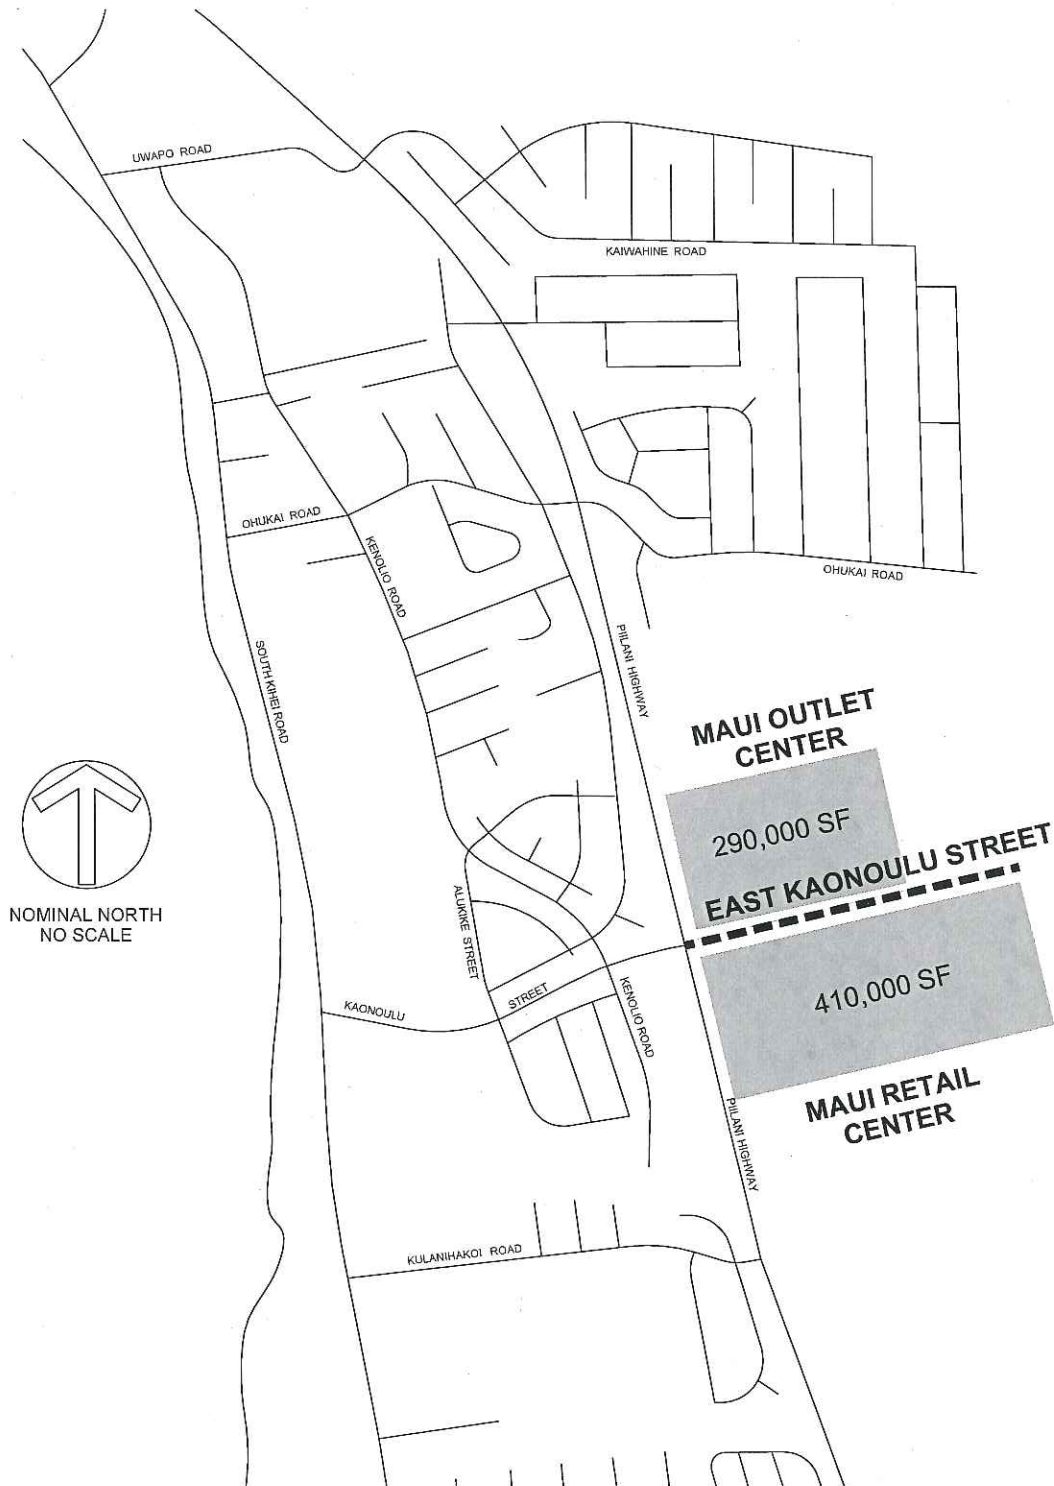 UWAPO ROAD
KAIWAHINE ROAD
OHUKAI ROAD
KENOLIO ROAD
OHUKAI ROAD
SOUTH KIHEI ROAD
PIILANI HIGHWAY
MAUI OUTLET
CENTER
290,000 SF
EAST KAONOULU STREET
NOMINAL NORTH
NO SCALE
ALUKIKE STREET
KAONOULU
STREET
KENOLIO ROAD
410,000 SF
MAUI RETAIL
CENTER
PIILANI HIGHWAY
KULANIHAKOI ROAD